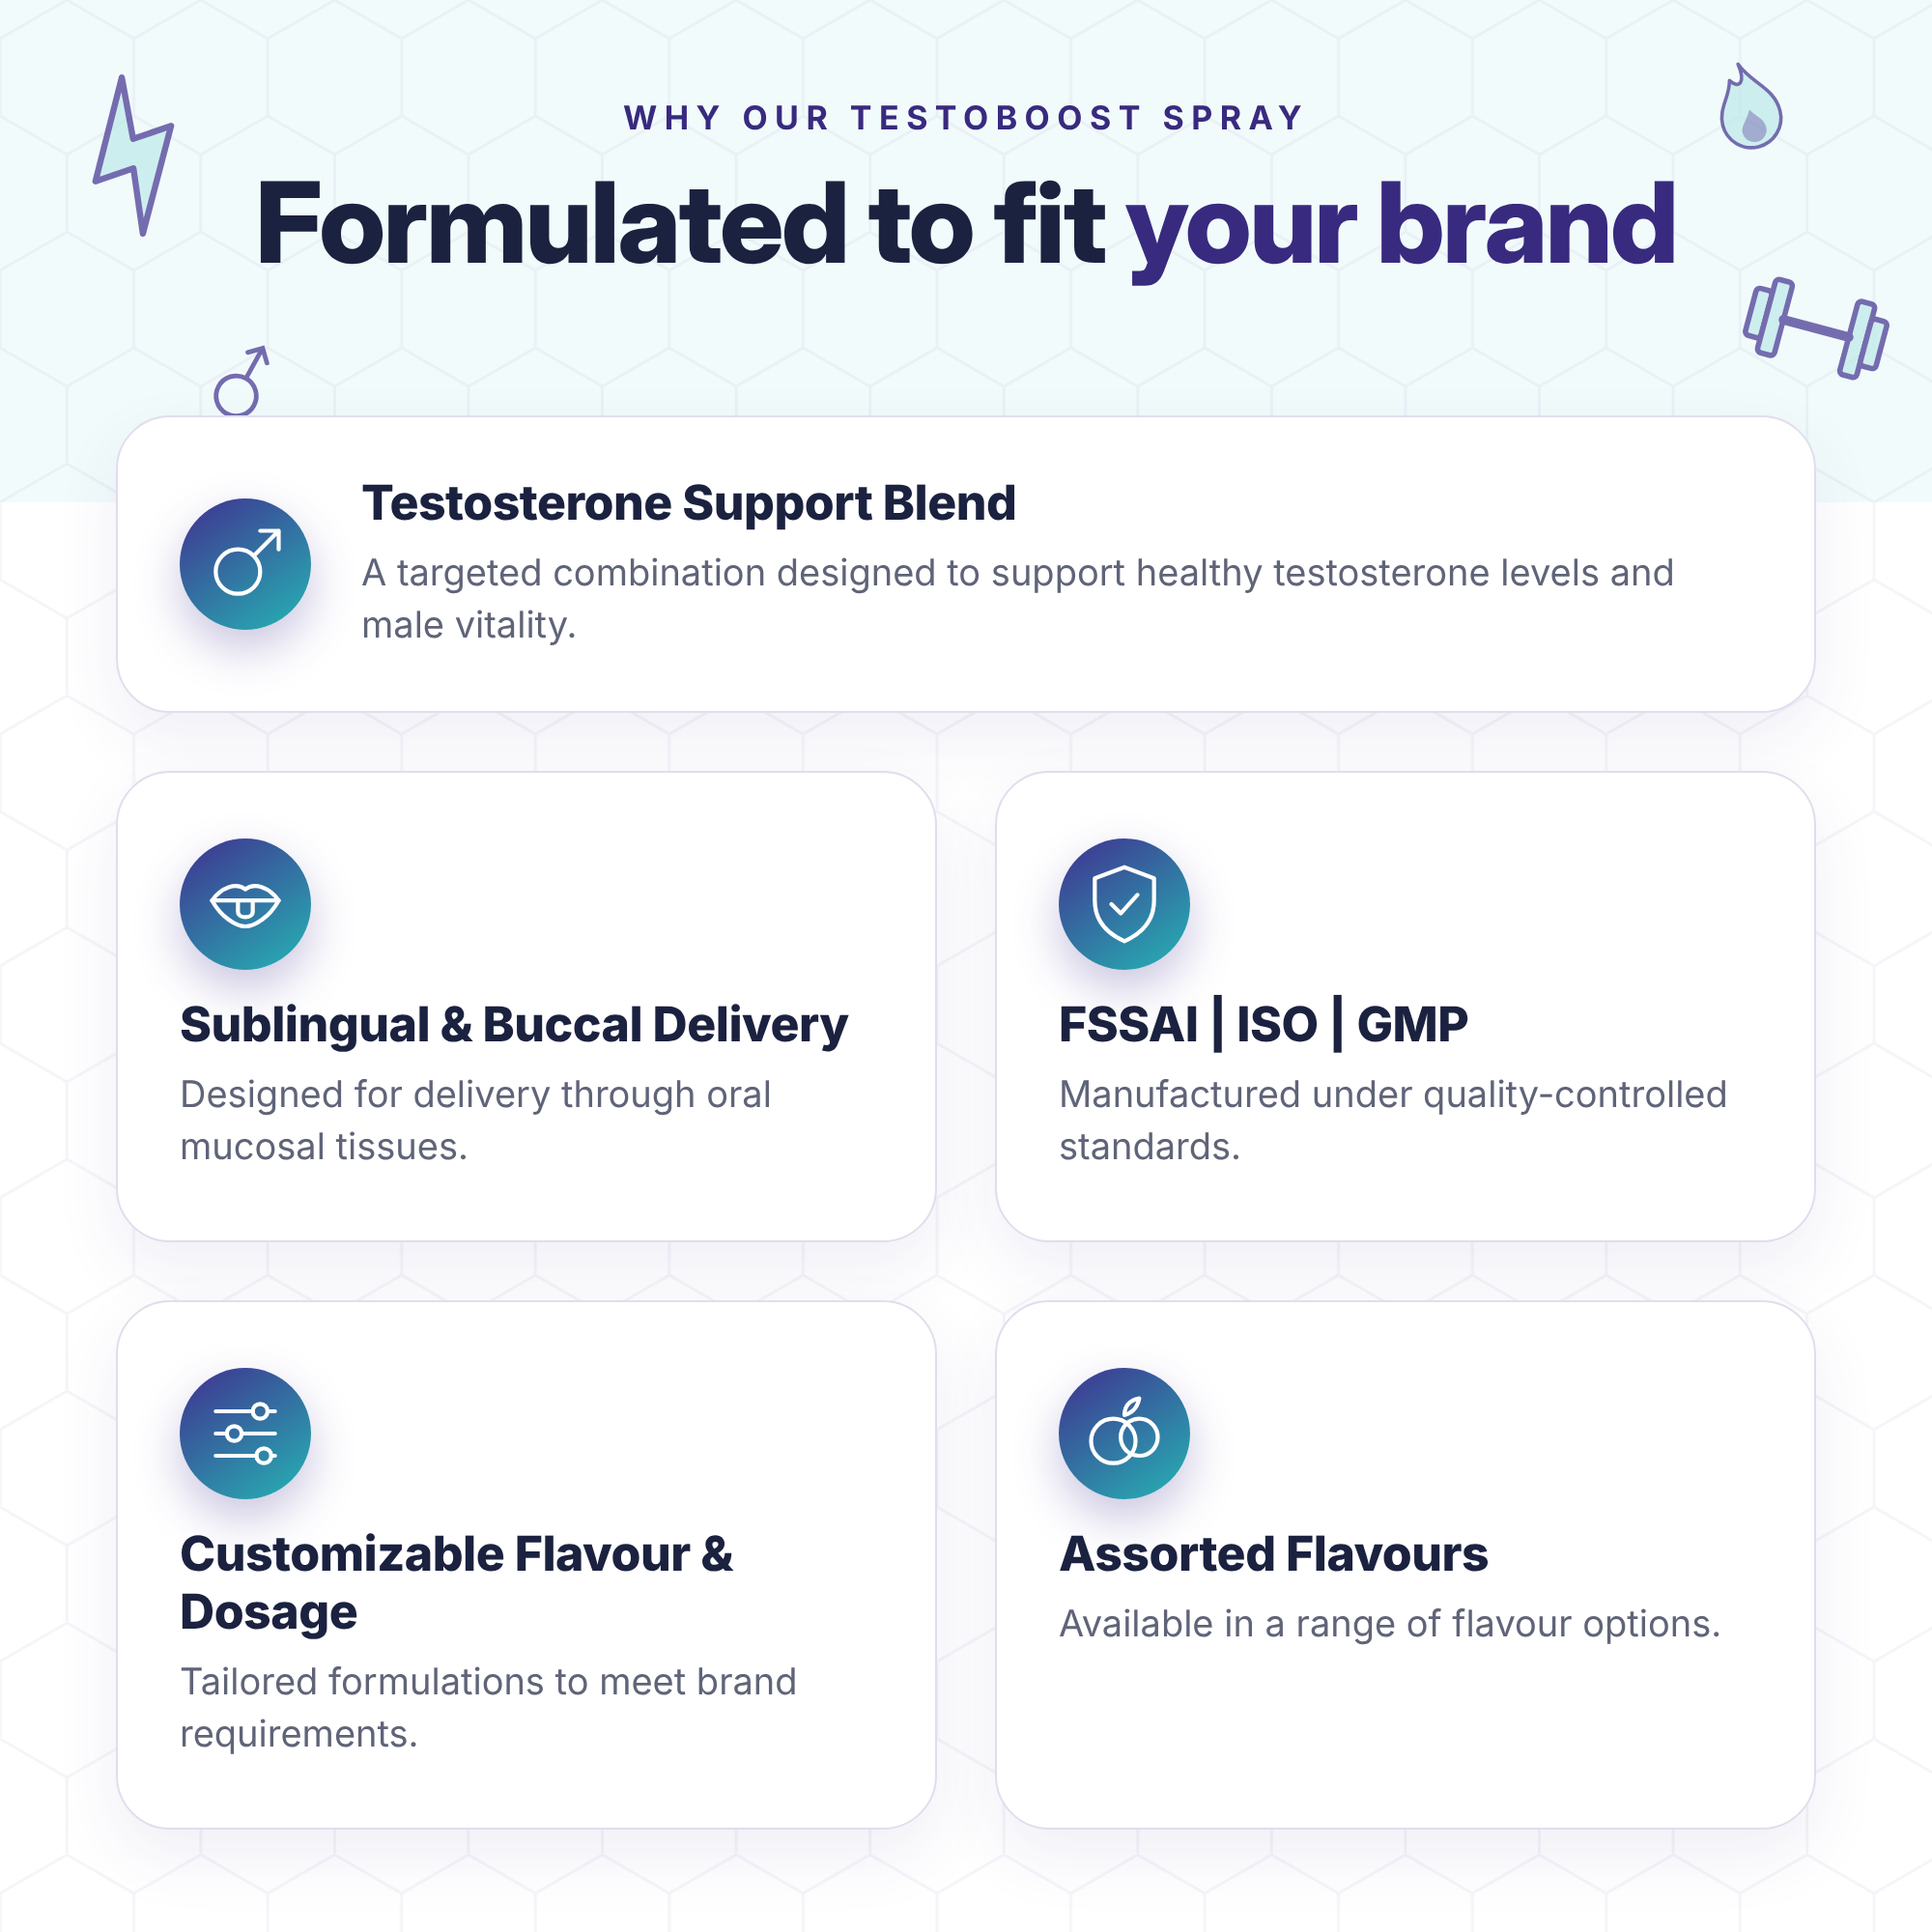 WHY OUR TESTOBOOST SPRAY
Formulated to fit your brand
Testosterone Support Blend
A targeted combination designed to support healthy testosterone levels and
male vitality.
Sublingual & Buccal Delivery
Designed for delivery through oral
mucosal tissues.
FSSAI | ISO | GMP
Manufactured under quality-controlled
standards.
Customizable Flavour &
Dosage
Tailored formulations to meet brand
requirements.
Assorted Flavours
Available in a range of flavour options.